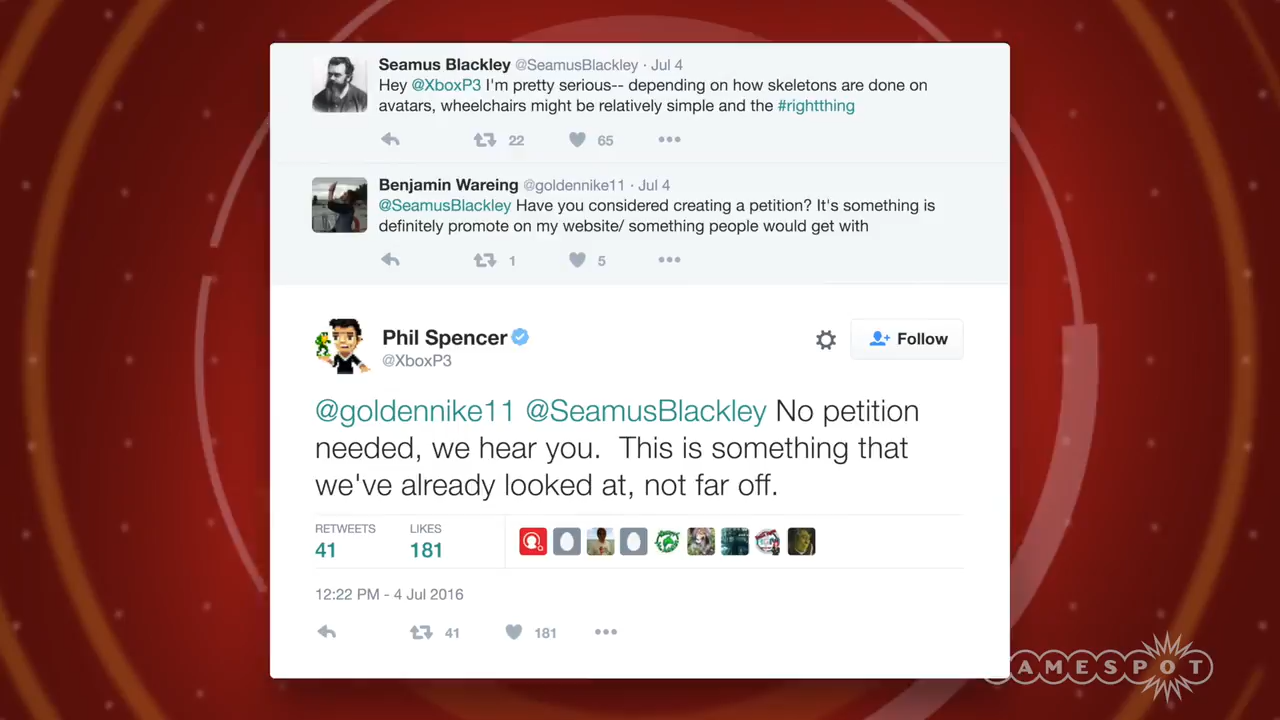 Seamus Blackley @SeamusBlackley · Jul 4
Hey @XboxP3 I'm pretty serious-- depending on how skeletons are done on
avatars, wheelchairs might be relatively simple and the #rightthing
22 65
Benjamin Wareing @goldennike11 · Jul 4
@SeamusBlackley Have you considered creating a petition? It's something is
definitely promote on my website/ something people would get with
1 5
Phil Spencer
@XboxP3
Follow
@goldennike11 @SeamusBlackley No petition
needed, we hear you.  This is something that
we've already looked at, not far off.
RETWEETS LIKES
41 181
12:22 PM - 4 Jul 2016
41 181
AMESPOT